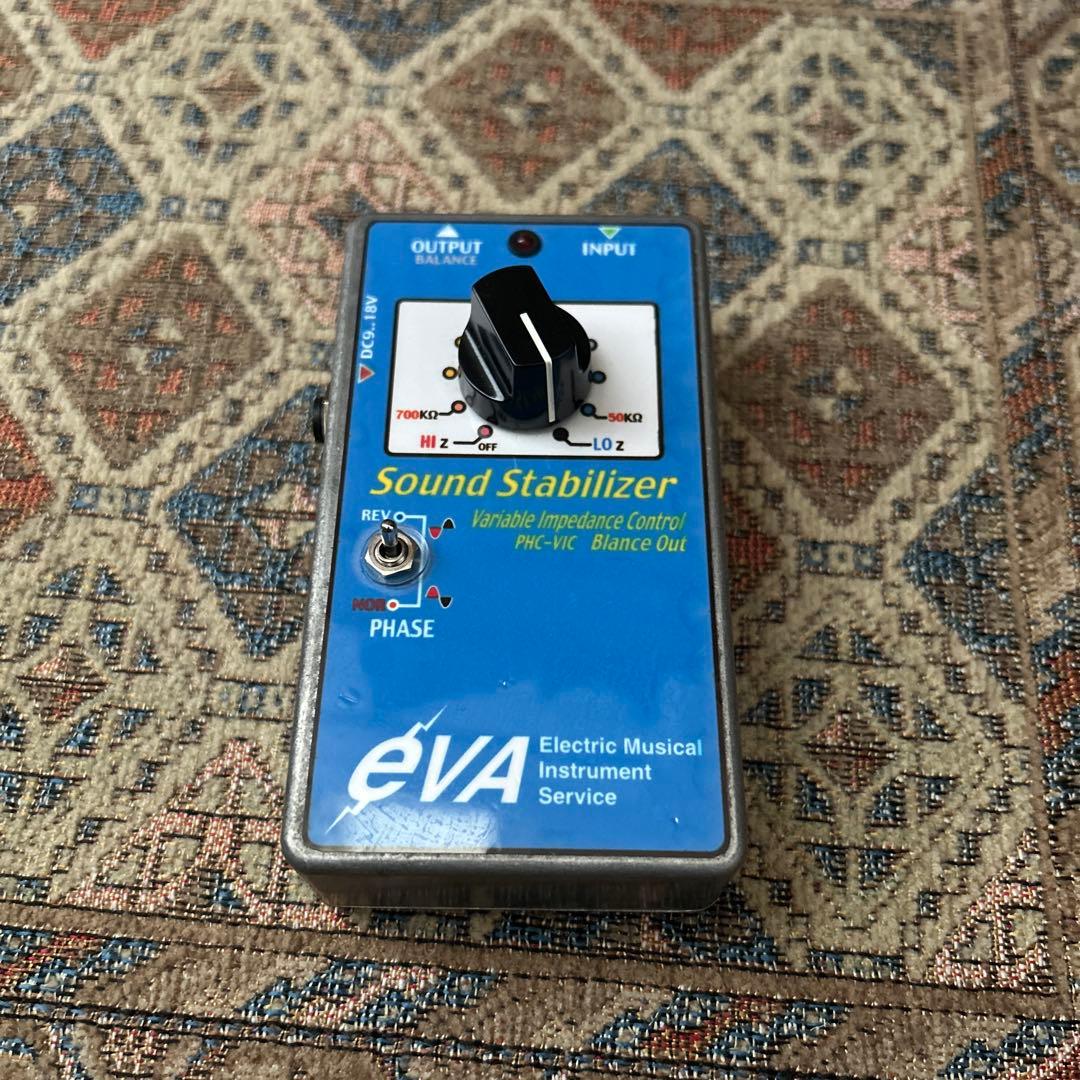 OUTPUT
BALANCE
INPUT
DC9..18V
700KΩ
50KΩ
HI Z
OFF
LO Z
Sound Stabilizer
REV
Variable Impedance Control
PHC-VIC Blance Out
NOR
PHASE
eVA
Electric Musical
Instrument
Service